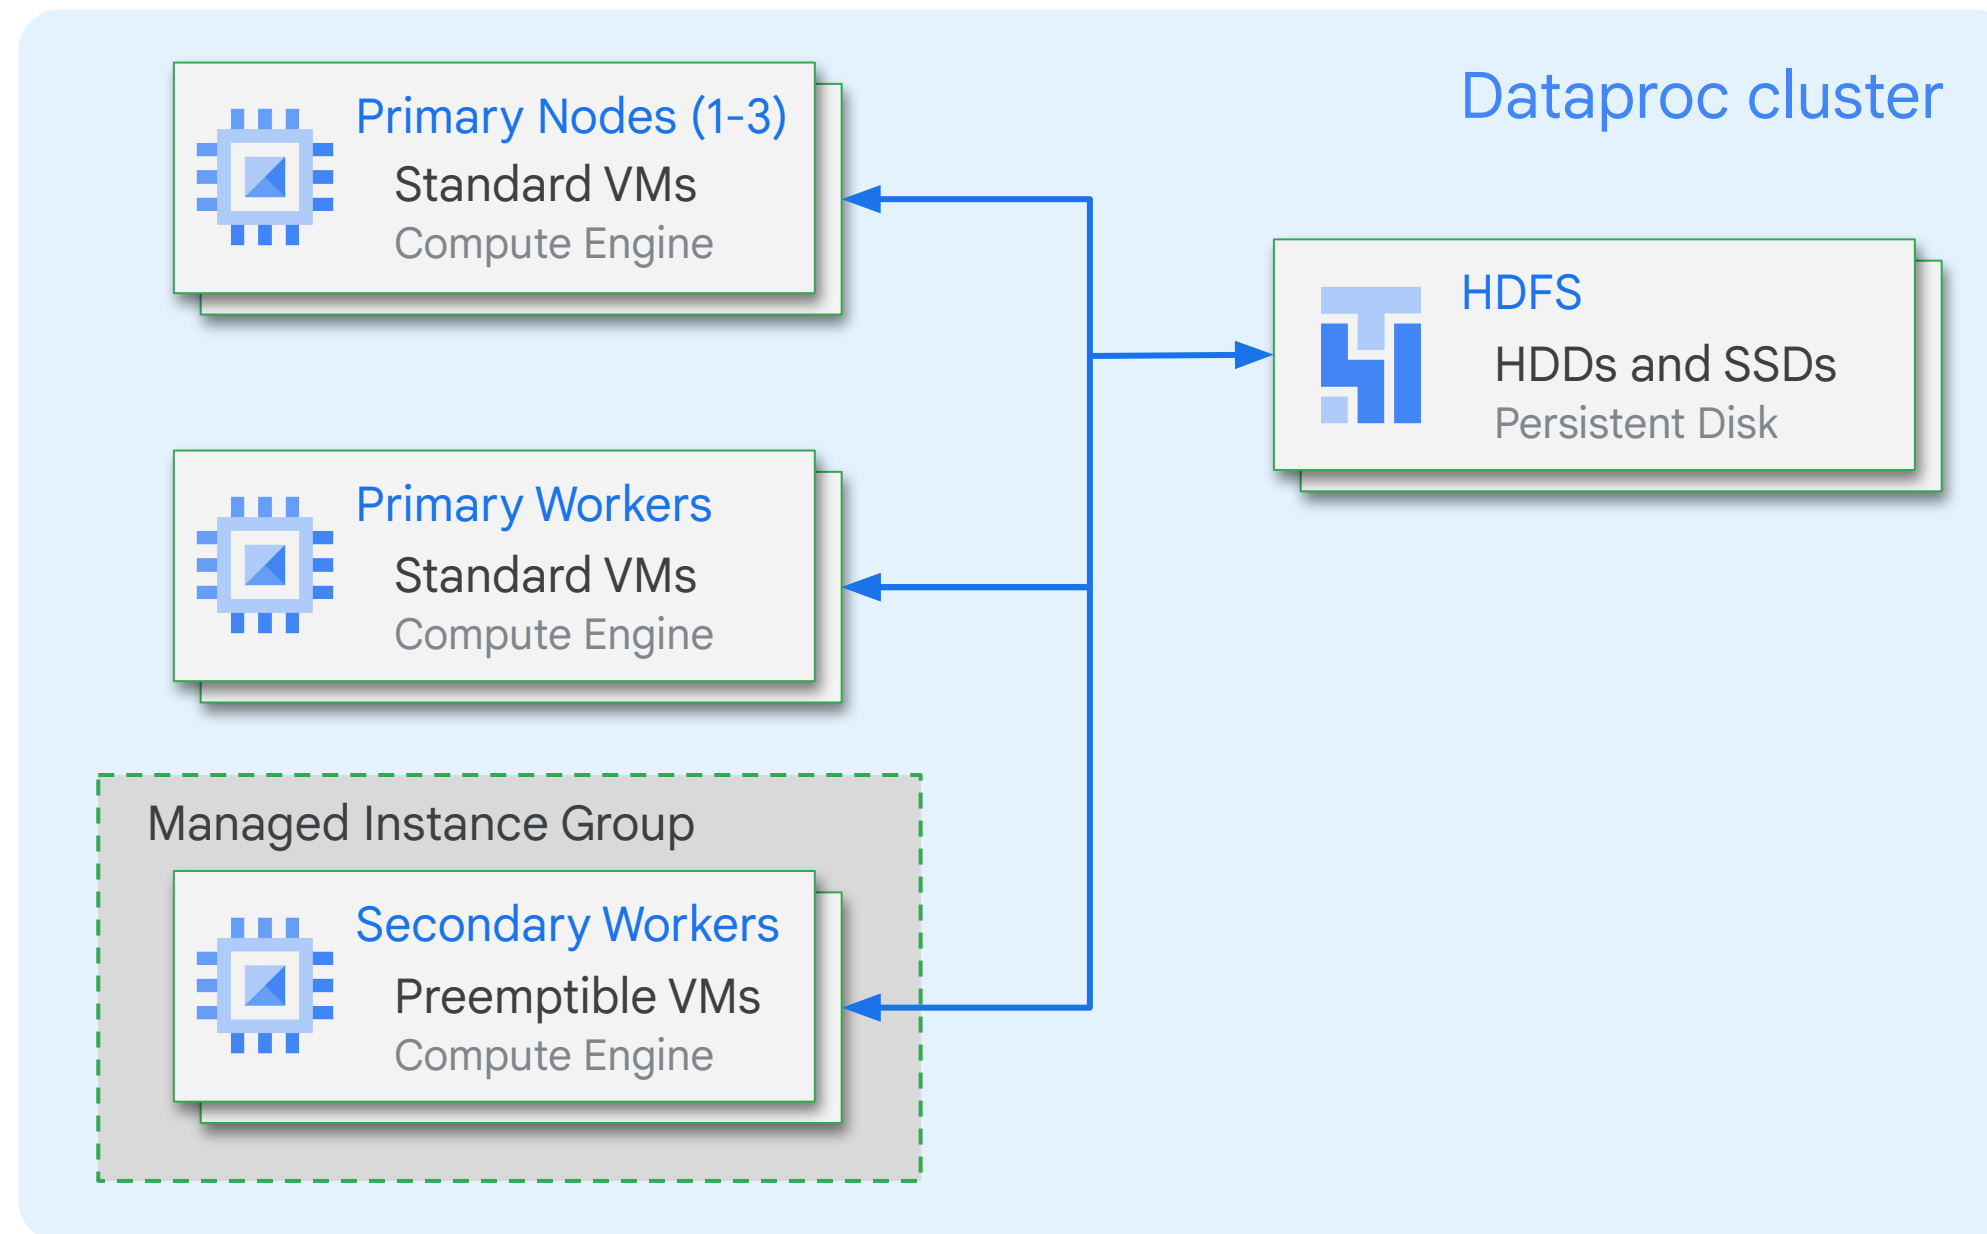 Dataproc cluster
Primary Nodes (1-3)
Standard VMs
Compute Engine
HDFS
HDDs and SSDs
Persistent Disk
Primary Workers
Standard VMs
Compute Engine
Managed Instance Group
Secondary Workers
Preemptible VMs
Compute Engine